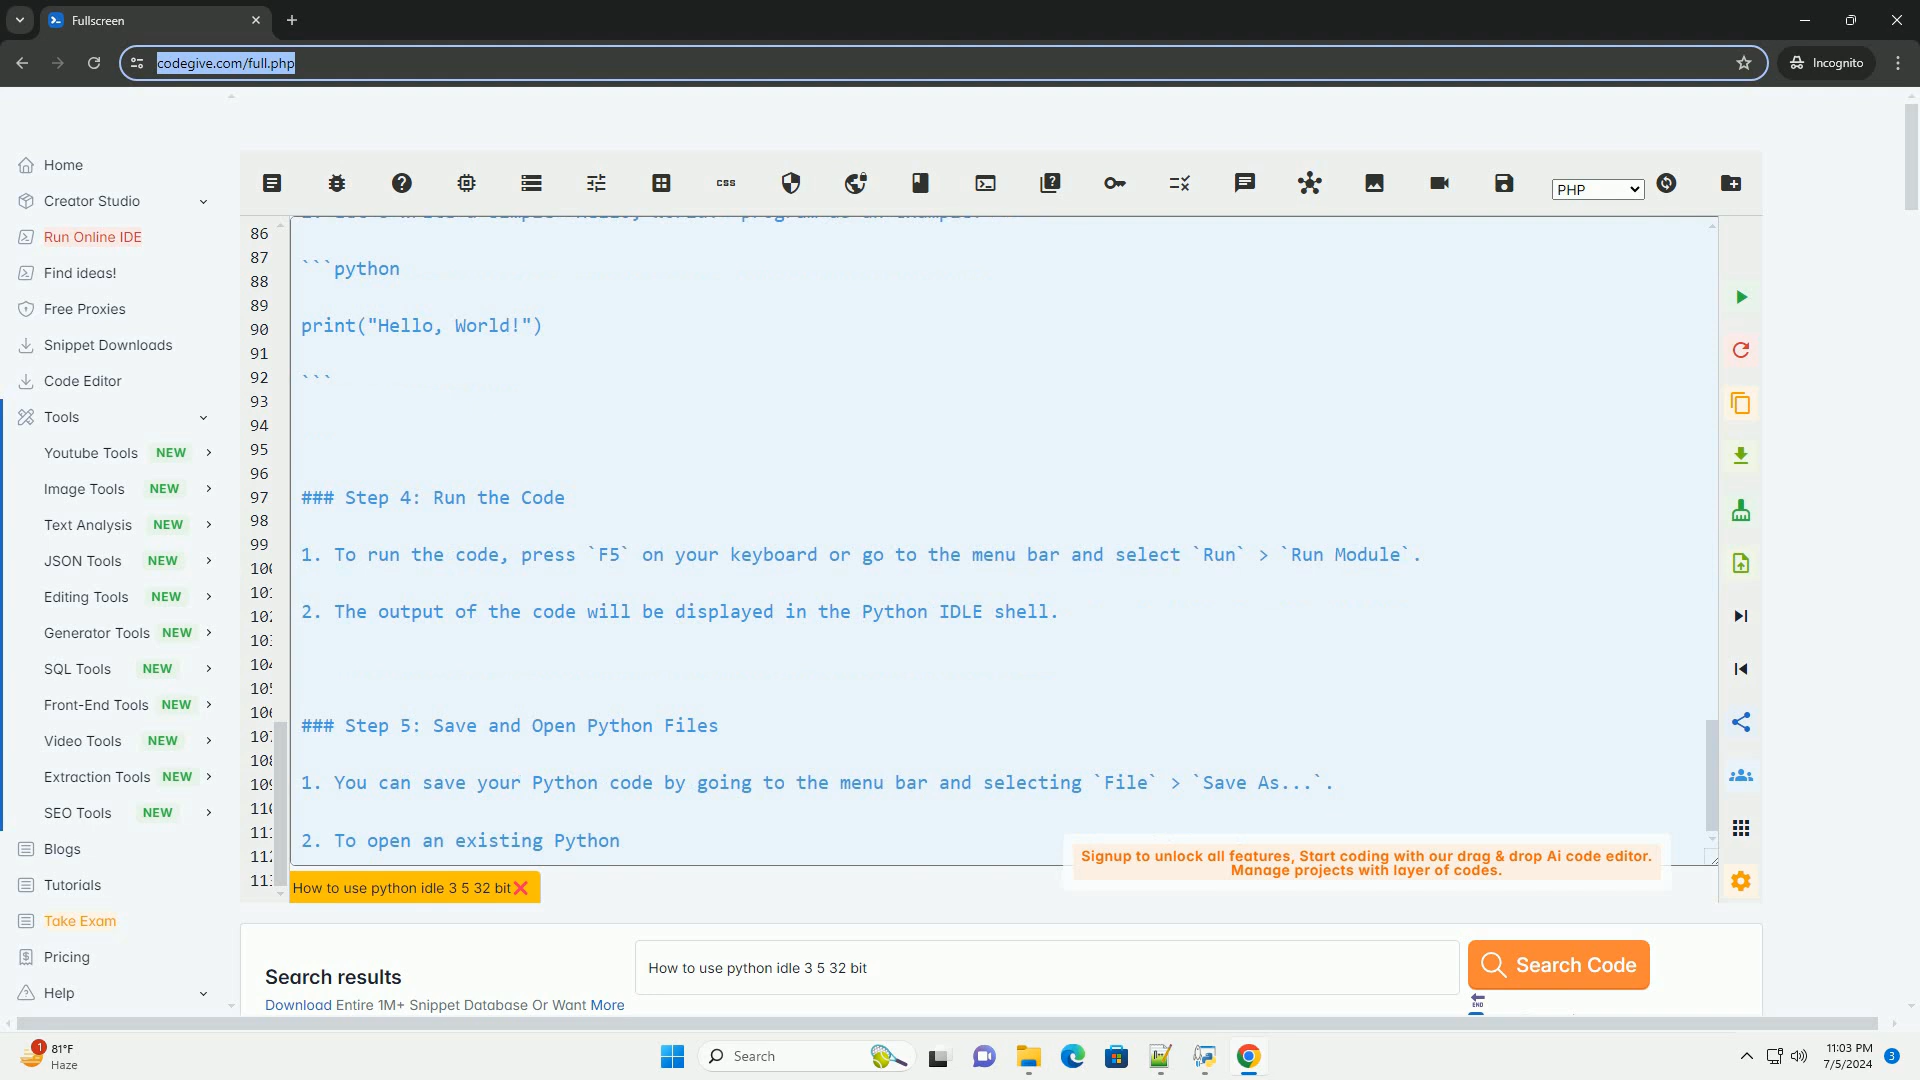 Fullscreen
codegive.com/full.php
Incognito
Home
Creator Studio
Run Online IDE
Find ideas!
Free Proxies
Snippet Downloads
Code Editor
Tools
Youtube Tools NEW
Image Tools NEW
Text Analysis NEW
JSON Tools NEW
Editing Tools NEW
Generator Tools NEW
SQL Tools NEW
Front-End Tools NEW
Video Tools NEW
Extraction Tools NEW
SEO Tools NEW
Blogs
Tutorials
Take Exam
Pricing
Help
css
PHP
86
87
88
89
90
91
92
93
94
95
96
97
98
99
```python
print("Hello, World!")
```
### Step 4: Run the Code
1. To run the code, press `F5` on your keyboard or go to the menu bar and select `Run` > `Run Module`.
2. The output of the code will be displayed in the Python IDLE shell.
### Step 5: Save and Open Python Files
1. You can save your Python code by going to the menu bar and selecting `File` > `Save As...`.
2. To open an existing Python
Signup to unlock all features, Start coding with our drag & drop Ai code editor.
Manage projects with layer of codes.
How to use python idle 3 5 32 bit
Search results
Download Entire 1M+ Snippet Database Or Want More
How to use python idle 3 5 32 bit
Search Code
END
1
81°F
Haze
Search
11:03 PM
7/5/2024
3